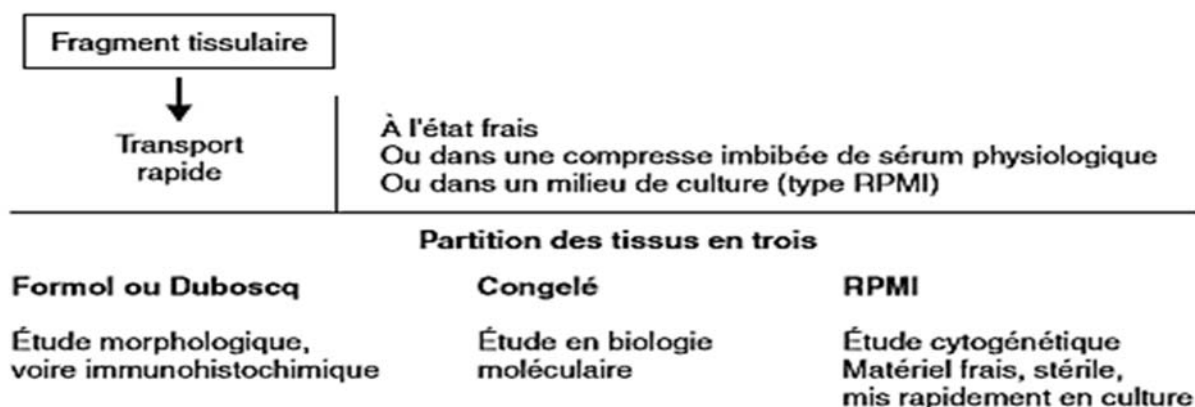 Fragment tissulaire
Transport
rapide
À l'état frais
Ou dans une compresse imbibée de sérum physiologique
Ou dans un milieu de culture (type RPMI)
Partition des tissus en trois
Formol ou Duboscq
Étude morphologique,
voire immunohistochimique
Congelé
Étude en biologie
moléculaire
RPMI
Étude cytogénétique
Matériel frais, stérile,
mis rapidement en culture